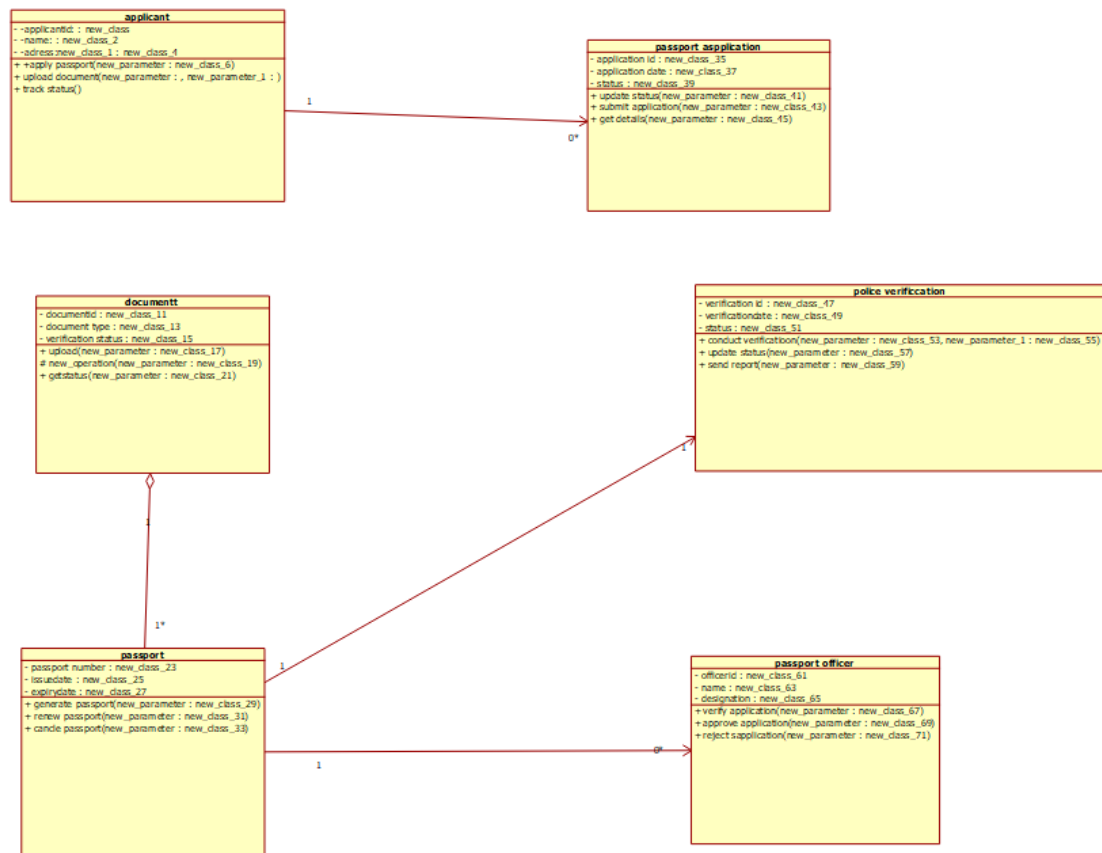 applicant
- -applicantid: : new_class
- -name: : new_class_2
- -adress:new_class_1 : new_class_4
+ +apply passport(new_parameter : new_class_6)
+ upload document(new_parameter : , new_parameter_1 : )
+ track status()
1
0*
passport aspplication
- application id : new_class_35
- application date : new_class_37
- status : new_class_39
+ update status(new_parameter : new_class_41)
+ submit application(new_parameter : new_class_43)
+ get details(new_parameter : new_class_45)
documentt
- documentid : new_class_11
- document type : new_class_13
- verification status : new_class_15
+ upload(new_parameter : new_class_17)
# new_operation(new_parameter : new_class_19)
+ getstatus(new_parameter : new_class_21)
police verificcation
- verification id : new_class_47
- verificationdate : new_class_49
- status : new_class_51
+ conduct verificatioon(new_parameter : new_class_53, new_parameter_1 : new_class_55)
+ update status(new_parameter : new_class_57)
+ send report(new_parameter : new_class_59)
1
1
1*
passport
- passport number : new_class_23
- issuedate : new_class_25
- expirydate : new_class_27
+ generate passport(new_parameter : new_class_29)
+ renew passport(new_parameter : new_class_31)
+ cancle passport(new_parameter : new_class_33)
1
1
0*
passport officer
- officerid : new_class_61
- name : new_class_63
- designation : new_class_65
+verify application(new_parameter : new_class_67)
+approve application(new_parameter : new_class_69)
+reject sapplication(new_parameter : new_class_71)